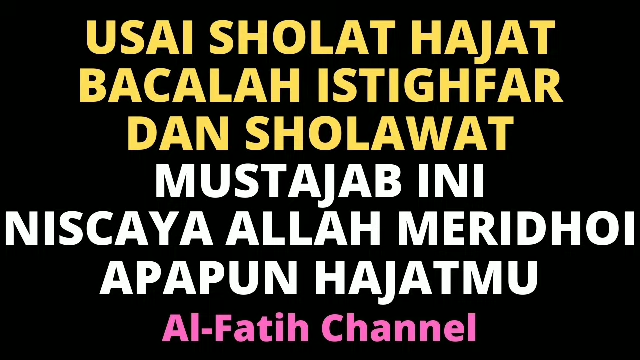 USAI SHOLAT HAJAT
BACALAH ISTIGHFAR
DAN SHOLAWAT
MUSTAJAB INI
NISCAYA ALLAH MERIDHOI
APAPUN HAJATMU
Al-Fatih Channel